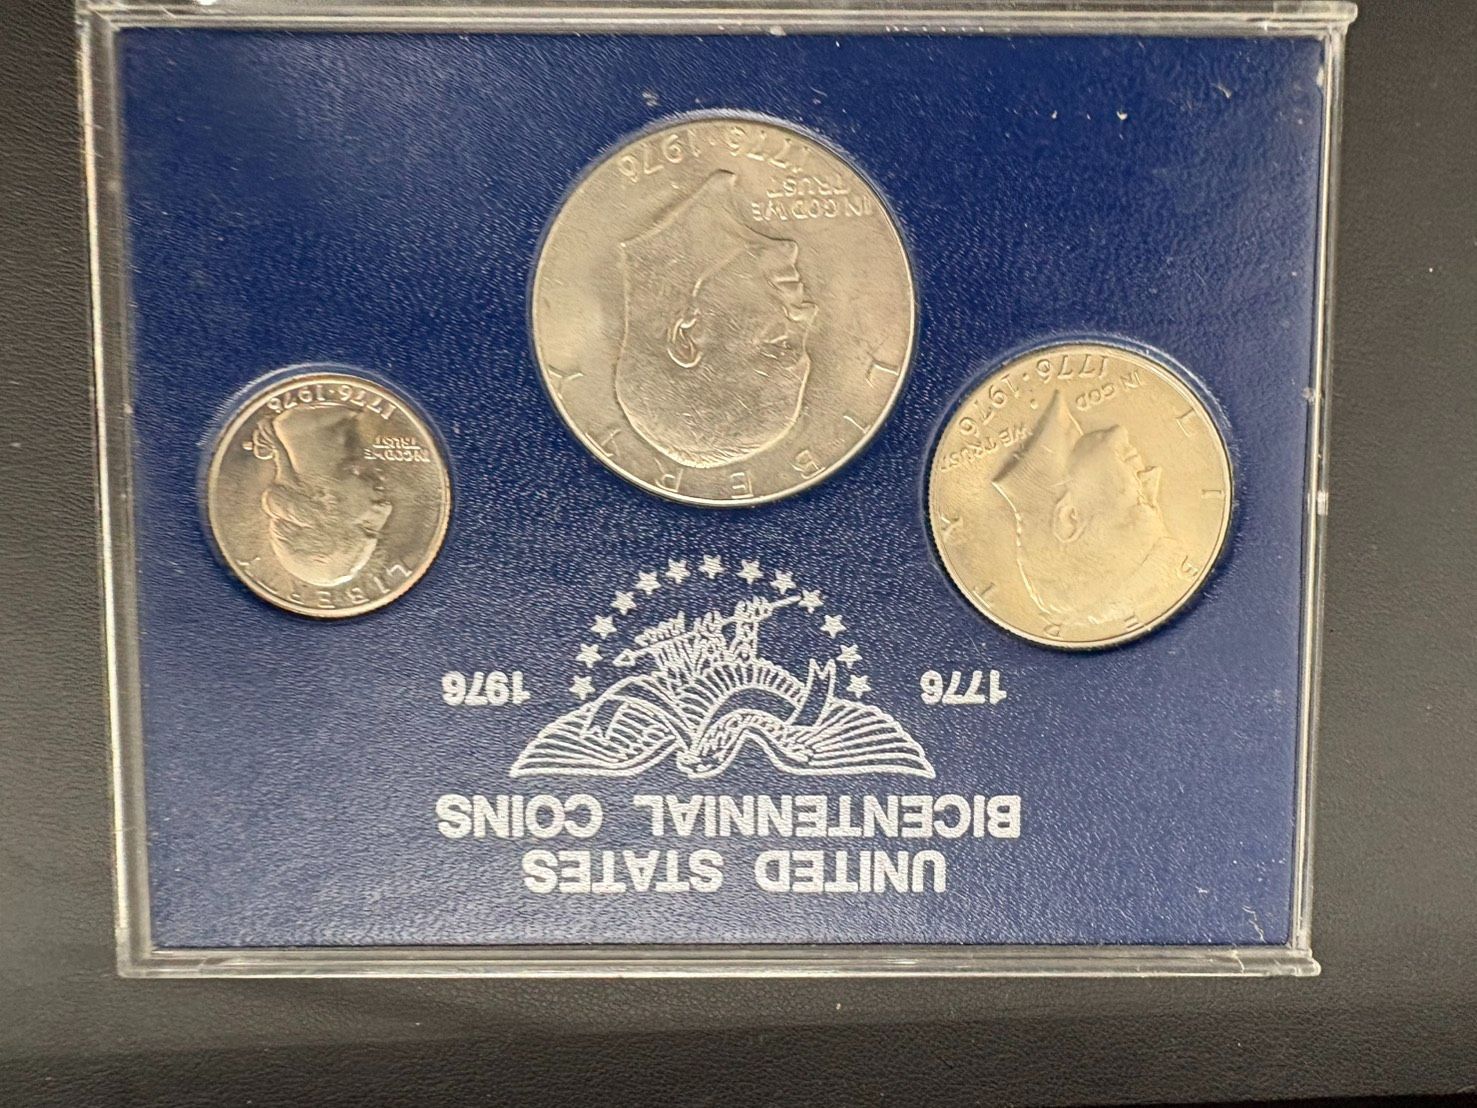 UNITED STATES
BICENTENNIAL COINS
1776 1976
LIBERTY
IN GOD
WE TRUST
1776·1976
LIBERTY
IN GOD WE
TRUST
1776·1976
LIBERTY
IN GOD WE
TRUST
1776·1976